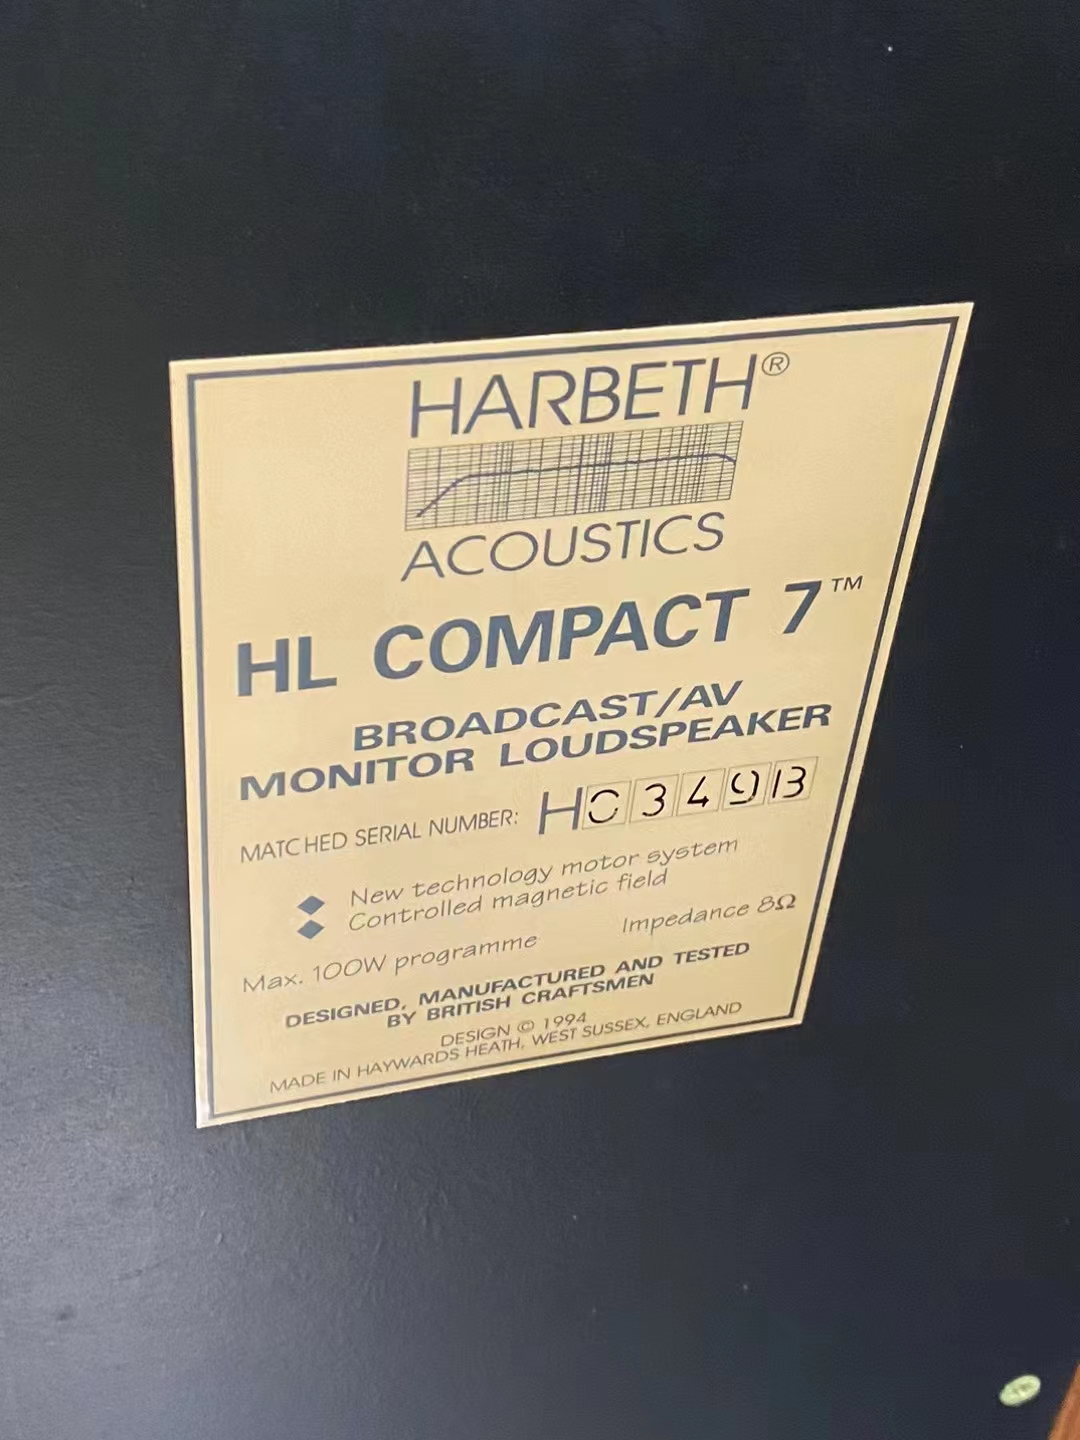 HARBETH®
ACOUSTICS
HL COMPACT 7™
BROADCAST/AV
MONITOR LOUDSPEAKER
MATCHED SERIAL NUMBER: H03493B
New technology motor system
Controlled magnetic field
Max. 100W programme Impedance 8Ω
DESIGNED, MANUFACTURED AND TESTED
BY BRITISH CRAFTSMEN
DESIGN © 1994
MADE IN HAYWARDS HEATH, WEST SUSSEX, ENGLAND